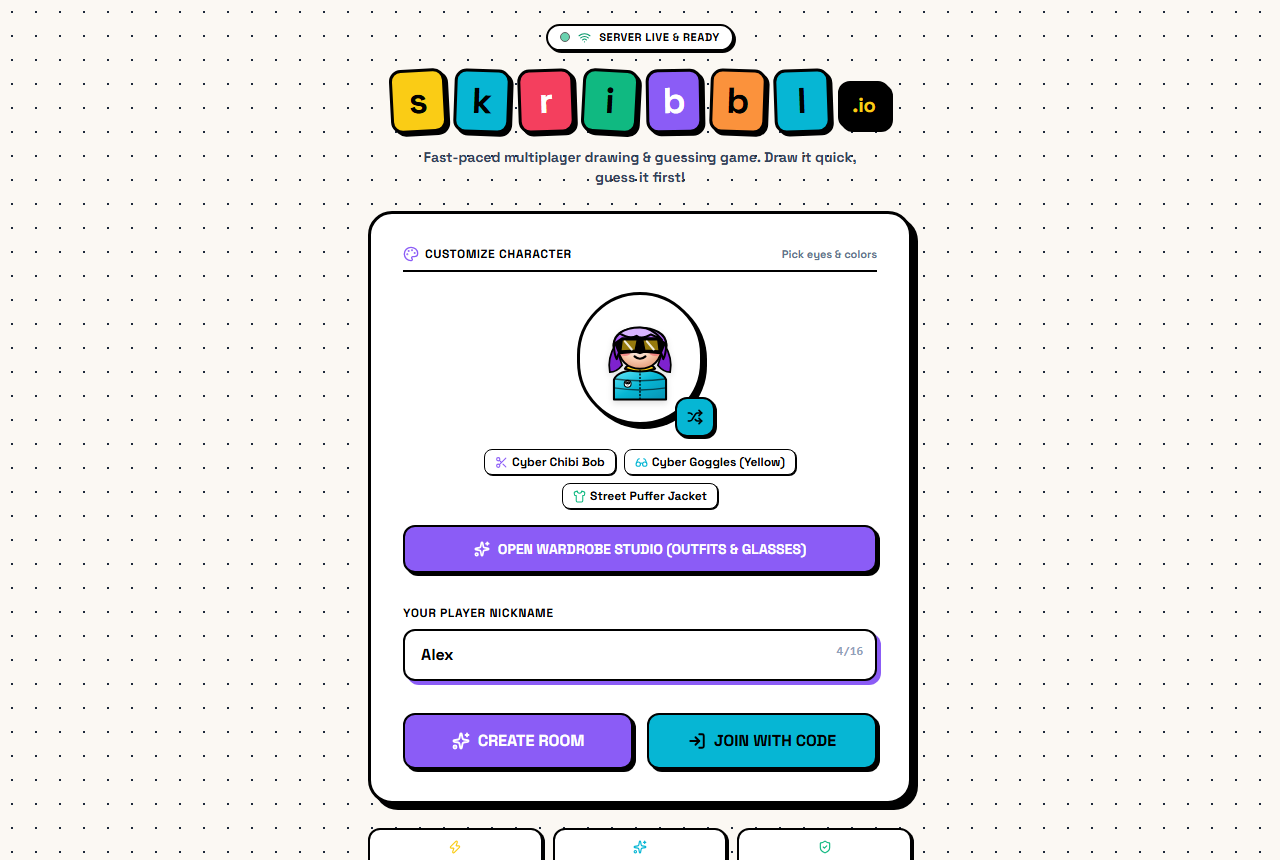 SERVER LIVE & READY
skribbl.io
Fast-paced multiplayer drawing & guessing game. Draw it quick,
guess it first!
CUSTOMIZE CHARACTER
Pick eyes & colors
Cyber Chibi Bob
Cyber Goggles (Yellow)
Street Puffer Jacket
OPEN WARDROBE STUDIO (OUTFITS & GLASSES)
YOUR PLAYER NICKNAME
Alex
4/16
CREATE ROOM
JOIN WITH CODE